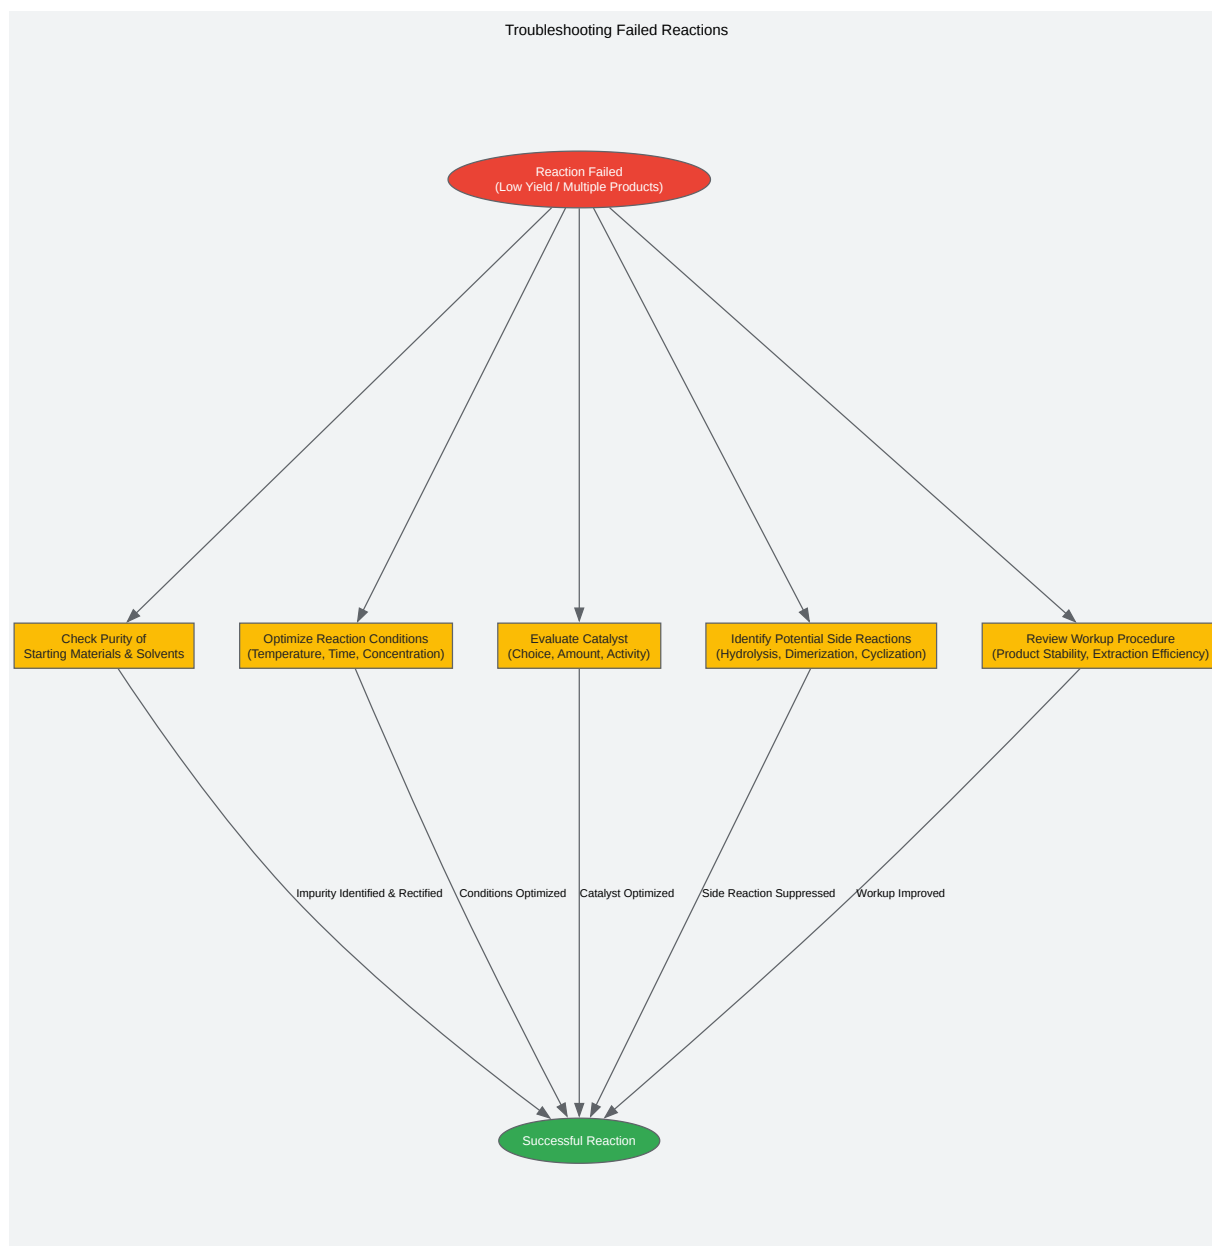 Troubleshooting Failed Reactions
Reaction Failed
(Low Yield / Multiple Products)
Check Purity of
Starting Materials & Solvents
Optimize Reaction Conditions
(Temperature, Time, Concentration)
Evaluate Catalyst
(Choice, Amount, Activity)
Identify Potential Side Reactions
(Hydrolysis, Dimerization, Cyclization)
Review Workup Procedure
(Product Stability, Extraction Efficiency)
Impurity Identified & Rectified
Conditions Optimized
Catalyst Optimized
Side Reaction Suppressed
Workup Improved
Successful Reaction